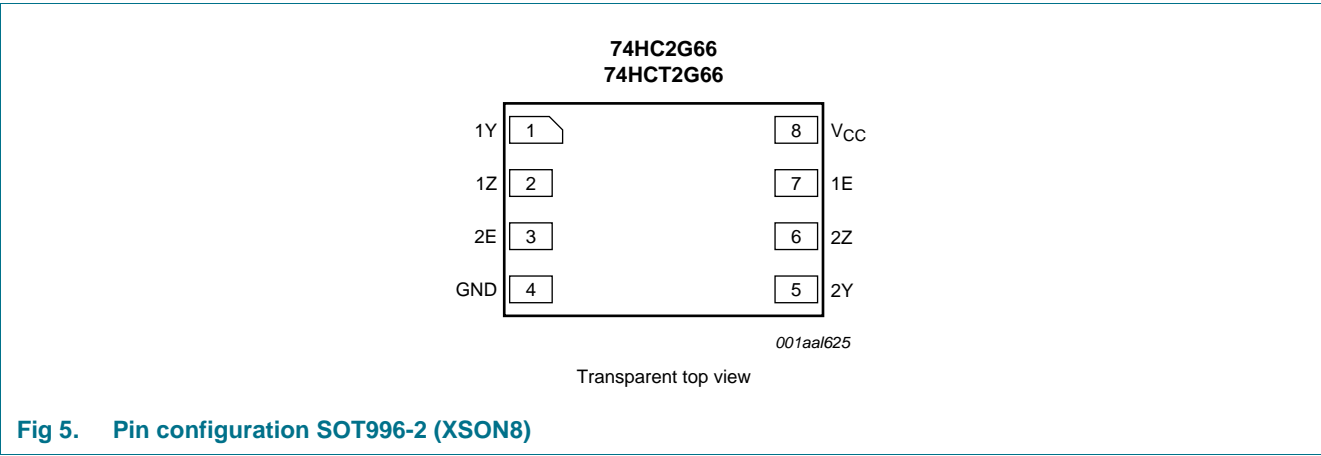 74HC2G66
74HCT2G66
1Y 1 8 VCC
1Z 2 7 1E
2E 3 6 2Z
GND 4 5 2Y
001aal625
Transparent top view
Fig 5. Pin configuration SOT996-2 (XSON8)